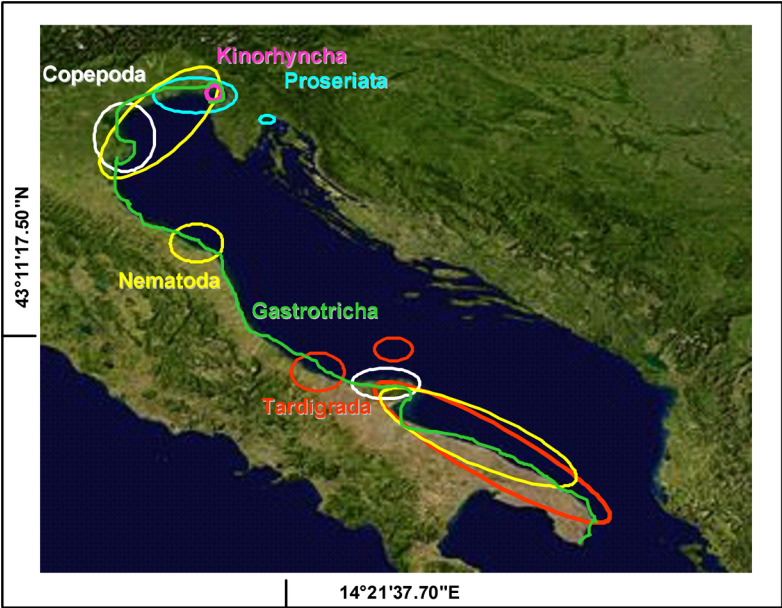 Kinorhyncha
Copepoda
Proseriata
43°11'17.50"N
Nematoda
Gastrotricha
Tardigrada
14°21'37.70"E